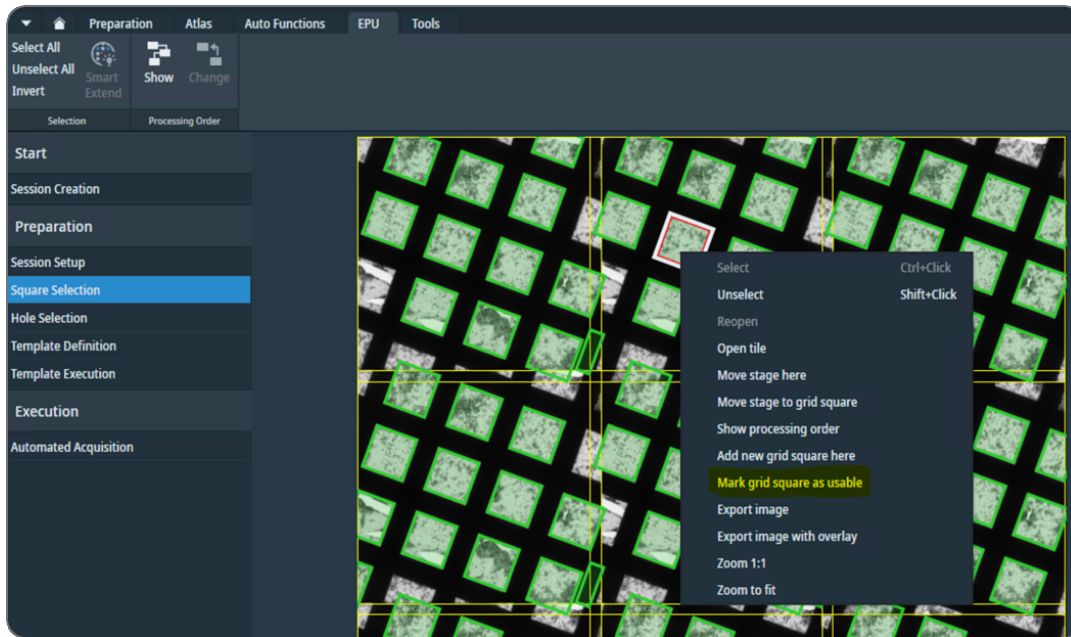 Preparation Atlas Auto Functions EPU Tools
Select All
Unselect All
Invert
Smart
Extend
Show
Change
Selection
Processing Order
Start
Session Creation
Preparation
Session Setup
Square Selection
Hole Selection
Template Definition
Template Execution
Execution
Automated Acquisition
Select Ctrl+Click
Unselect Shift+Click
Reopen
Open tile
Move stage here
Move stage to grid square
Show processing order
Add new grid square here
Mark grid square as usable
Export image
Export image with overlay
Zoom 1:1
Zoom to fit